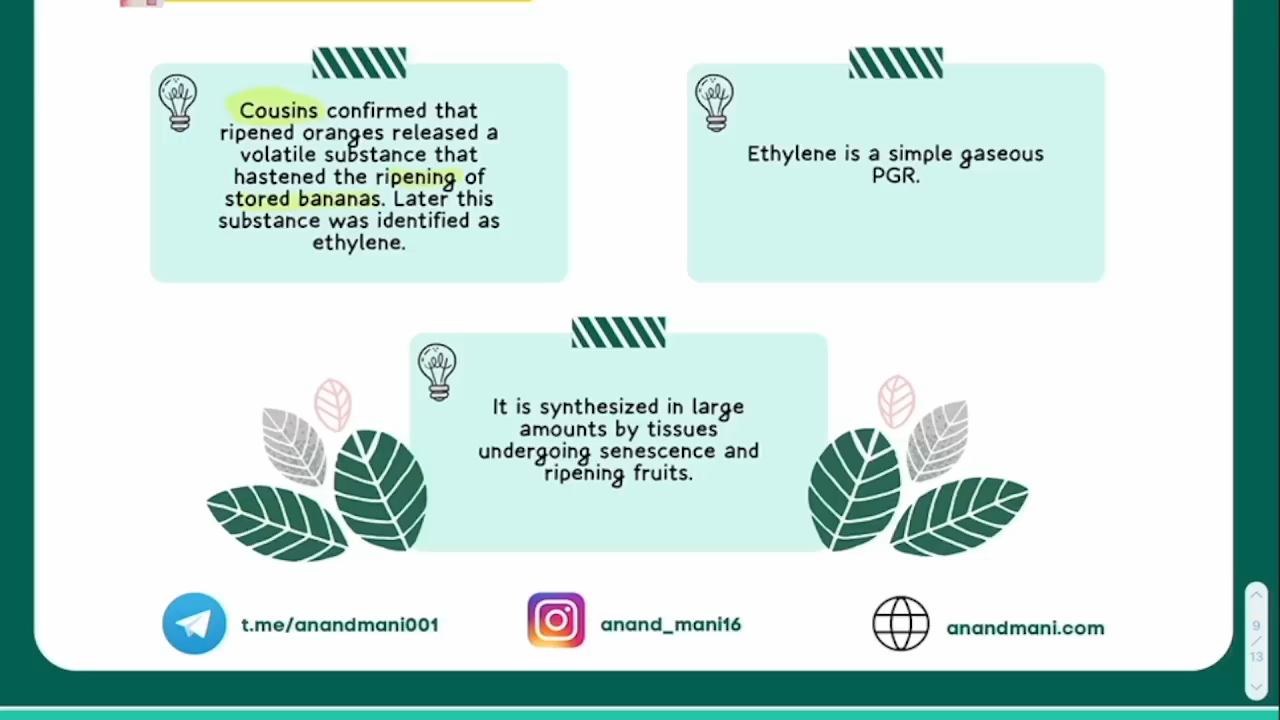 Cousins confirmed that
ripened oranges released a
volatile substance that
hastened the ripening of
stored bananas. Later this
substance was identified as
ethylene.
Ethylene is a simple gaseous
PGR.
It is synthesized in large
amounts by tissues
undergoing senescence and
ripening fruits.
t.me/anandmani001
anand_mani16
anandmani.com
9
/
13